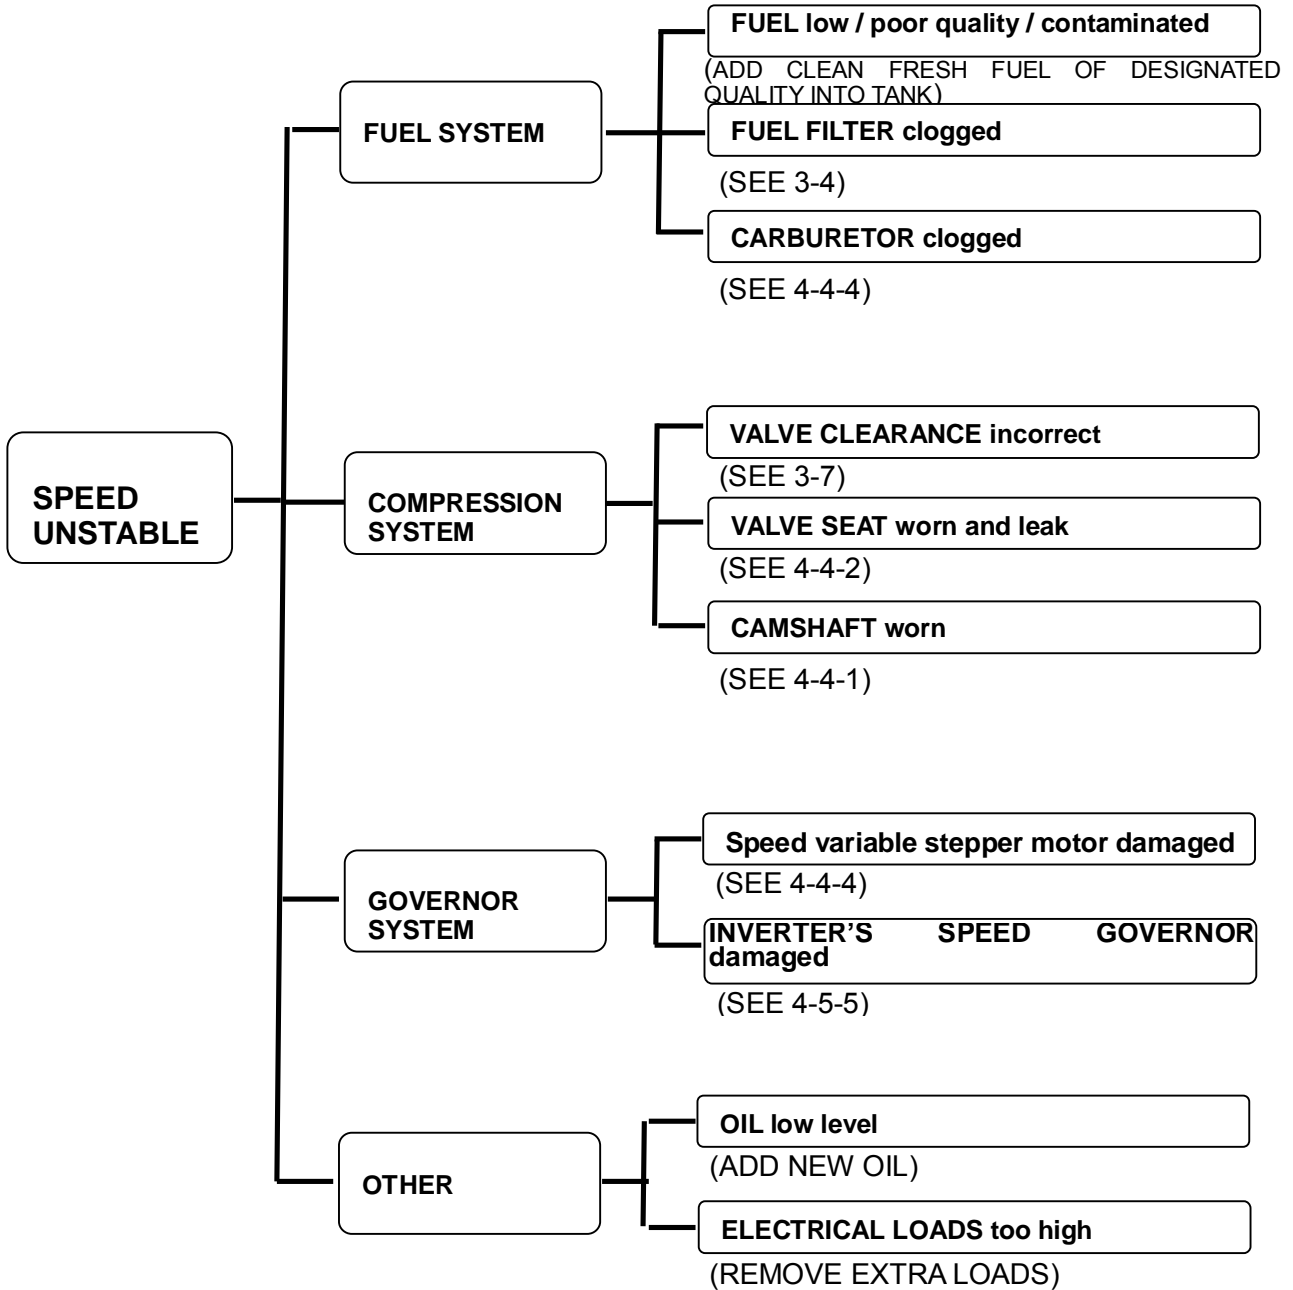 FUEL low / poor quality / contaminated
(ADD CLEAN FRESH FUEL OF DESIGNATED
QUALITY INTO TANK)
FUEL SYSTEM
FUEL FILTER clogged
(SEE 3-4)
CARBURETOR clogged
(SEE 4-4-4)
SPEED
UNSTABLE
COMPRESSION
SYSTEM
VALVE CLEARANCE incorrect
(SEE 3-7)
VALVE SEAT worn and leak
(SEE 4-4-2)
CAMSHAFT worn
(SEE 4-4-1)
GOVERNOR
SYSTEM
Speed variable stepper motor damaged
(SEE 4-4-4)
INVERTER'S SPEED GOVERNOR
damaged
(SEE 4-5-5)
OTHER
OIL low level
(ADD NEW OIL)
ELECTRICAL LOADS too high
(REMOVE EXTRA LOADS)